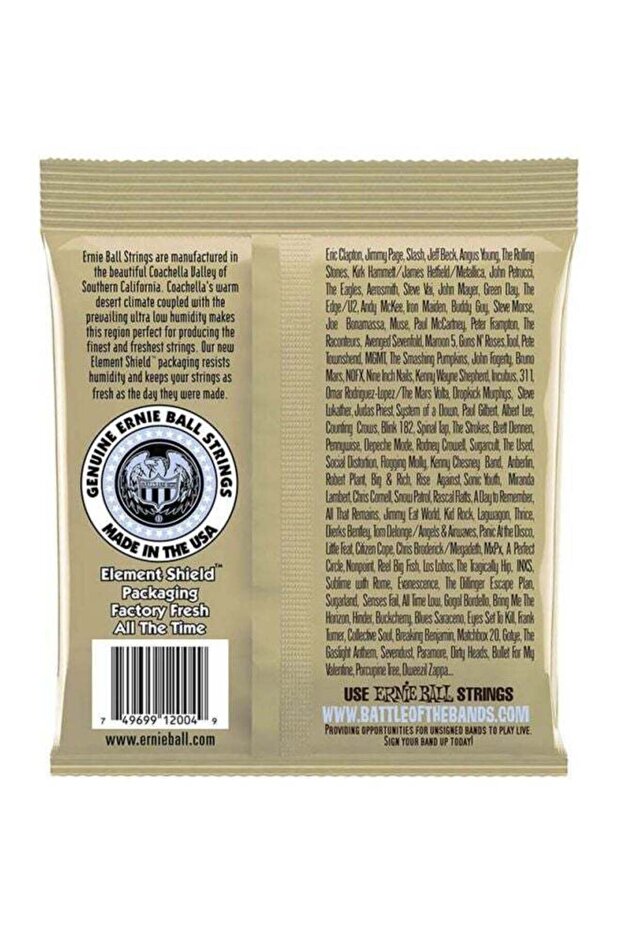 Ernie Ball Strings are manufactured in
the beautiful Coachella Valley of
Southern California. Coachella's warm
desert climate coupled with the
prevailing ultra low humidity makes
this region perfect for producing the
finest and freshest strings. Our new
Element Shield™ packaging resists
humidity and keeps your strings as
fresh as the day they were made.
GENUINE ERNIE BALL STRINGS
MADE IN THE USA
Element Shield™
Packaging
Factory Fresh
All The Time
7 49699 12004 9
www.ernieball.com
Eric Clapton, Jimmy Page, Slash, Jeff Beck, Angus Young, The Rolling
Stones, Kirk Hammett/James Hetfield/Metallica, John Petrucci,
The Eagles, Aerosmith, Steve Vai, John Mayer, Green Day, The
Edge/U2, Andy McKee, Iron Maiden, Buddy Guy, Steve Morse,
Joe Bonamassa, Muse, Paul McCartney, Peter Frampton, The
Raconteurs, Avenged Sevenfold, Maroon 5, Guns N' Roses, Tool, Pete
Townshend, MGMT, The Smashing Pumpkins, John Fogerty, Bruno
Mars, NOFX, Nine Inch Nails, Kenny Wayne Shepherd, Incubus, 311,
Omar Rodriguez-Lopez/The Mars Volta, Dropkick Murphys, Steve
Lukather, Judas Priest, System of a Down, Paul Gilbert, Albert Lee,
Counting Crows, Blink 182, Spinal Tap, The Strokes, Brett Dennen,
Pennywise, Depeche Mode, Rodney Crowell, Sugarcult, The Used,
Social Distortion, Flogging Molly, Kenny Chesney Band, Anberlin,
Robert Plant, Big & Rich, Rise Against, Sonic Youth, Miranda
Lambert, Chris Cornell, Snow Patrol, Rascal Flatts, A Day to Remember,
All That Remains, Jimmy Eat World, Kid Rock, Lagwagon, Thrice,
Dierks Bentley, Tom Delonge/Angels & Airwaves, Panic At the Disco,
Little Feat, Citizen Cope, Chris Broderick/Megadeth, MxPx, A Perfect
Circle, Nonpoint, Reel Big Fish, Los Lobos, The Tragically Hip, INXS,
Sublime with Rome, Evanescence, The Dillinger Escape Plan,
Sugarland, Senses Fail, All Time Low, Gogol Bordello, Bring Me The
Horizon, Hinder, Buckcherry, Blues Saraceno, Eyes Set To Kill, Frank
Turner, Collective Soul, Breaking Benjamin, Matchbox 20, Gotye, The
Gaslight Anthem, Sevendust, Paramore, Dirty Heads, Bullet For My
Valentine, Porcupine Tree, Dweezil Zappa...
USE ERNIE BALL STRINGS
WWW.BATTLEOFTHEBANDS.COM
PROVIDING OPPORTUNITIES FOR UNSIGNED BANDS TO PLAY LIVE.
SIGN YOUR BAND UP TODAY!